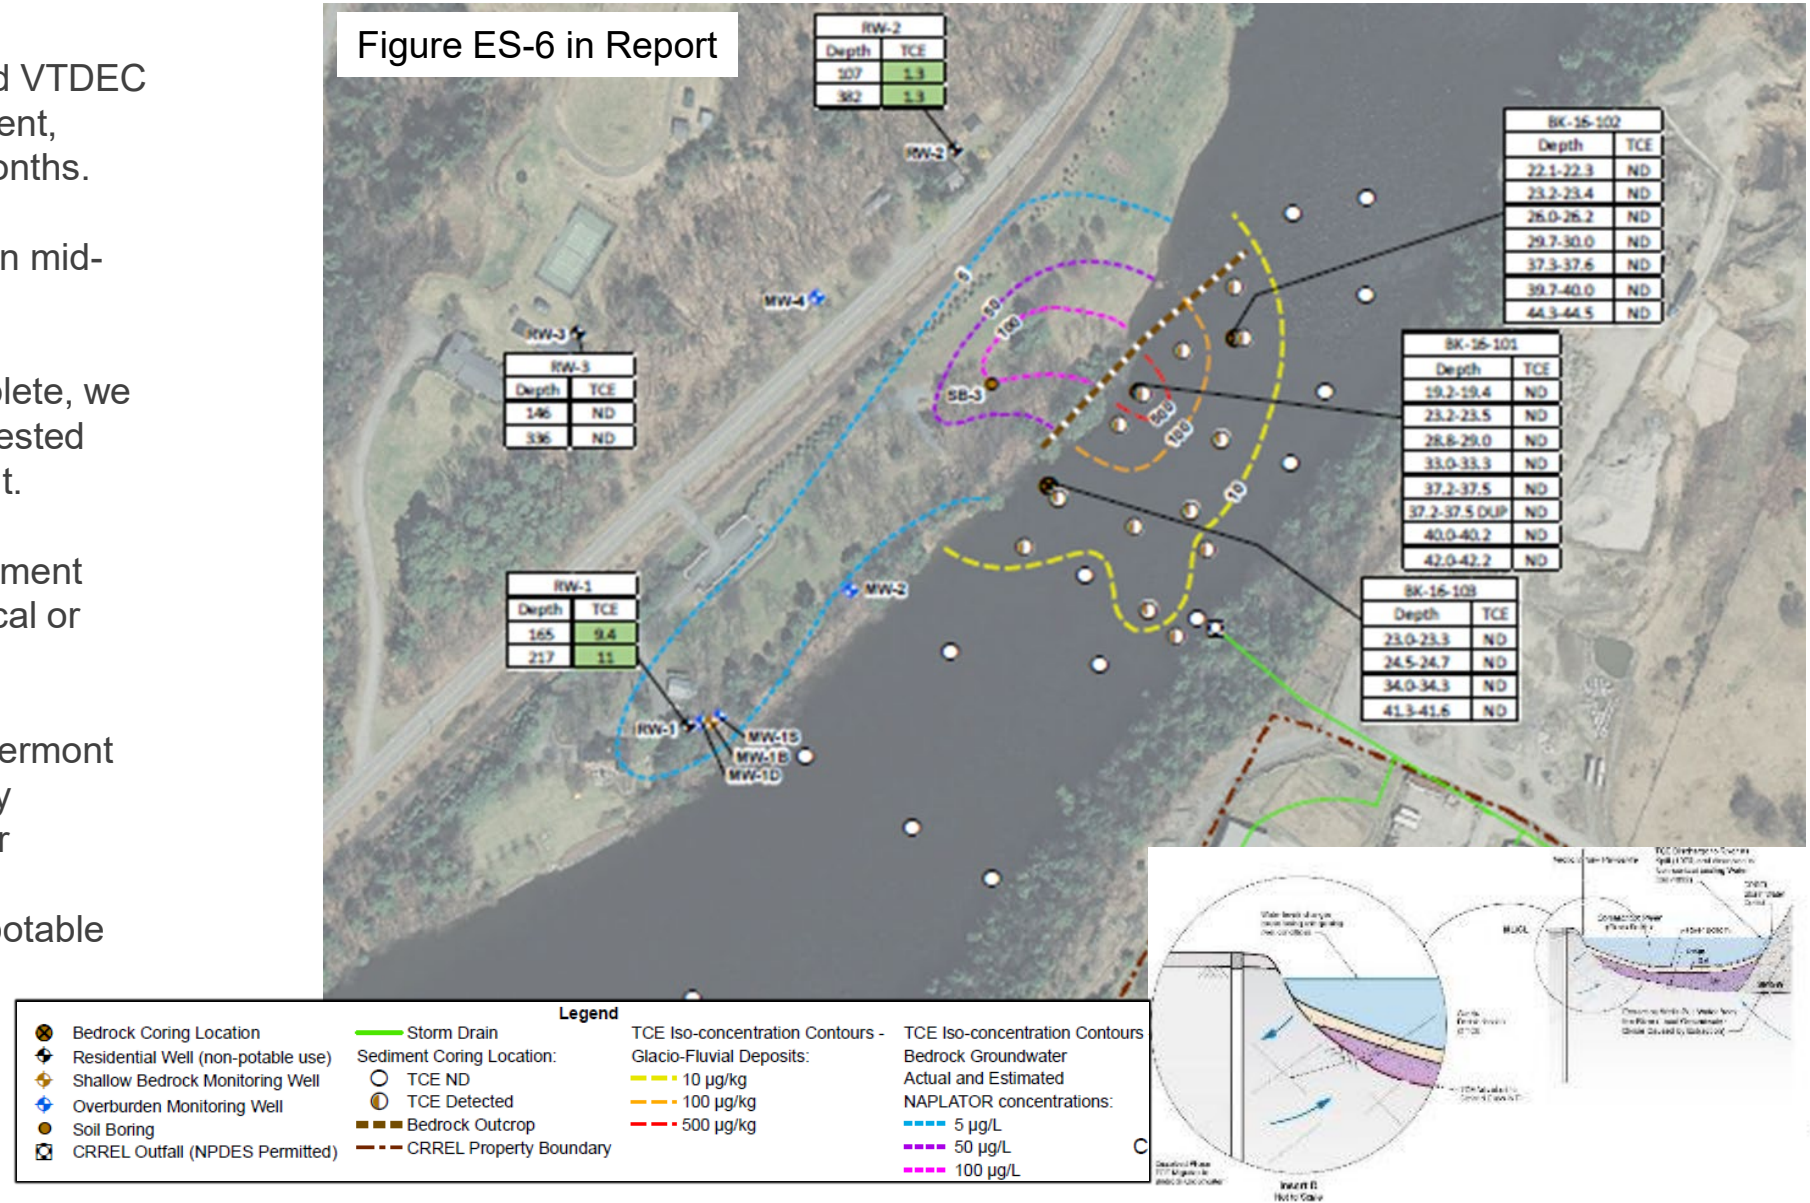 d VTDEC
ent,
onths.
n mid-
plete, we
ested
t.
ment
cal or
ermont
y
r
potable
Figure ES-6 in Report
RW-2
Depth TCE
107 1.3
382 1.3
RW-2
BK-16-102
Depth TCE
22.1-22.3 ND
23.2-23.4 ND
26.0-26.2 ND
29.7-30.0 ND
37.3-37.6 ND
39.7-40.0 ND
44.3-44.5 ND
5
50
100
MW-4
RW-3
RW-3
Depth TCE
146 ND
336 ND
SB-3
500
100
10
BK-16-101
Depth TCE
19.2-19.4 ND
23.2-23.5 ND
28.8-29.0 ND
33.0-33.3 ND
37.2-37.5 ND
37.2-37.5 DUP ND
40.0-40.2 ND
42.0-42.2 ND
RW-1
Depth TCE
165 9.4
217 11
MW-2
BK-16-103
Depth TCE
23.0-23.3 ND
24.5-24.7 ND
34.0-34.3 ND
41.3-41.6 ND
RW-1
MW-1S
MW-1B
MW-1D
Legend
Bedrock Coring Location
Residential Well (non-potable use)
Shallow Bedrock Monitoring Well
Overburden Monitoring Well
Soil Boring
CRREL Outfall (NPDES Permitted)
Storm Drain
Sediment Coring Location:
TCE ND
TCE Detected
Bedrock Outcrop
CRREL Property Boundary
TCE Iso-concentration Contours -
Glacio-Fluvial Deposits:
10 µg/kg
100 µg/kg
500 µg/kg
TCE Iso-concentration Contours
Bedrock Groundwater
Actual and Estimated
NAPLATOR concentrations:
5 µg/L
50 µg/L
100 µg/L
C
Insert B
Not to Scale